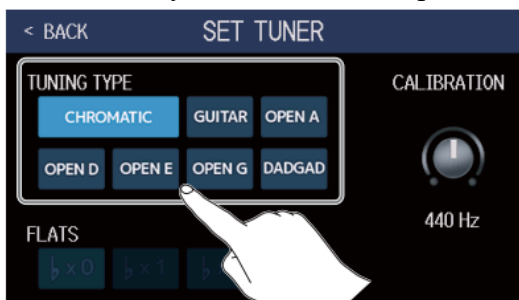 < BACK
SET TUNER
TUNING TYPE
CALIBRATION
CHROMATIC
GUITAR
OPEN A
OPEN D
OPEN E
OPEN G
DADGAD
440 Hz
FLATS
♭×0
♭×1